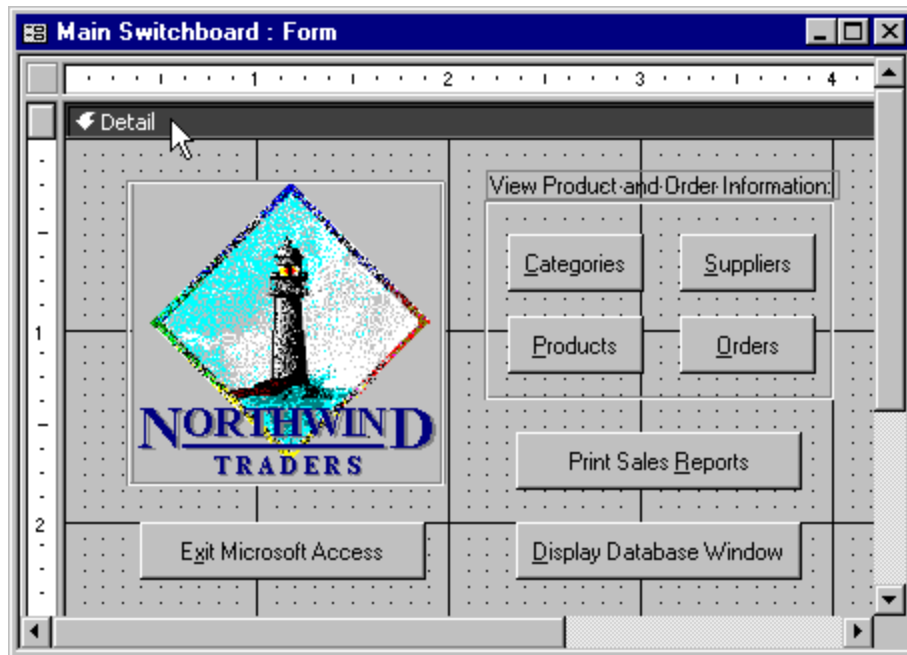 Main Switchboard : Form
1 2 3 4
Detail
View Product and Order Information:
Categories Suppliers
1
Products Orders
NORTHWIND
TRADERS
Print Sales Reports
2
Exit Microsoft Access Display Database Window